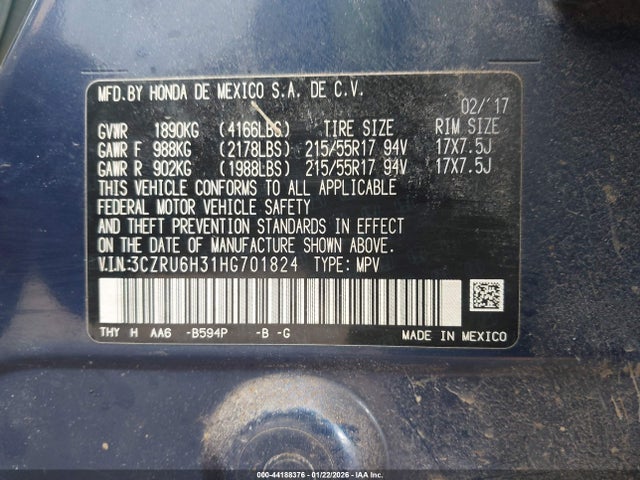 MFD.BY HONDA DE MEXICO S.A. DE C.V.
02/'17
GVWR 1890KG (4166LBS) TIRE SIZE RIM SIZE
GAWR F 988KG (2178LBS) 215/55R17 94V 17X7.5J
GAWR R 902KG (1988LBS) 215/55R17 94V 17X7.5J
THIS VEHICLE CONFORMS TO ALL APPLICABLE
FEDERAL MOTOR VEHICLE SAFETY
AND THEFT PREVENTION STANDARDS IN EFFECT
ON THE DATE OF MANUFACTURE SHOWN ABOVE.
V.I.N:3CZRU6H31HG701824 TYPE: MPV
THY H AA6 -B594P -B -G MADE IN MEXICO
(000-44188376 | 01/22/2026 | IAA Inc.)